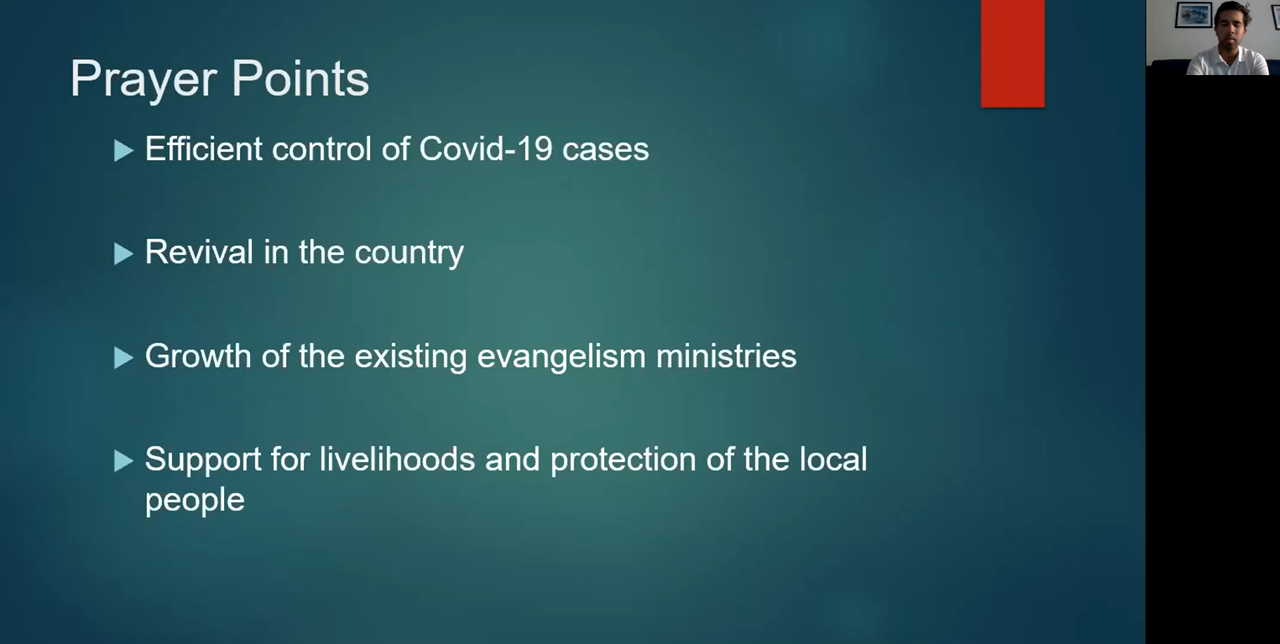 Prayer Points
Efficient control of Covid-19 cases
Revival in the country
Growth of the existing evangelism ministries
Support for livelihoods and protection of the local
people